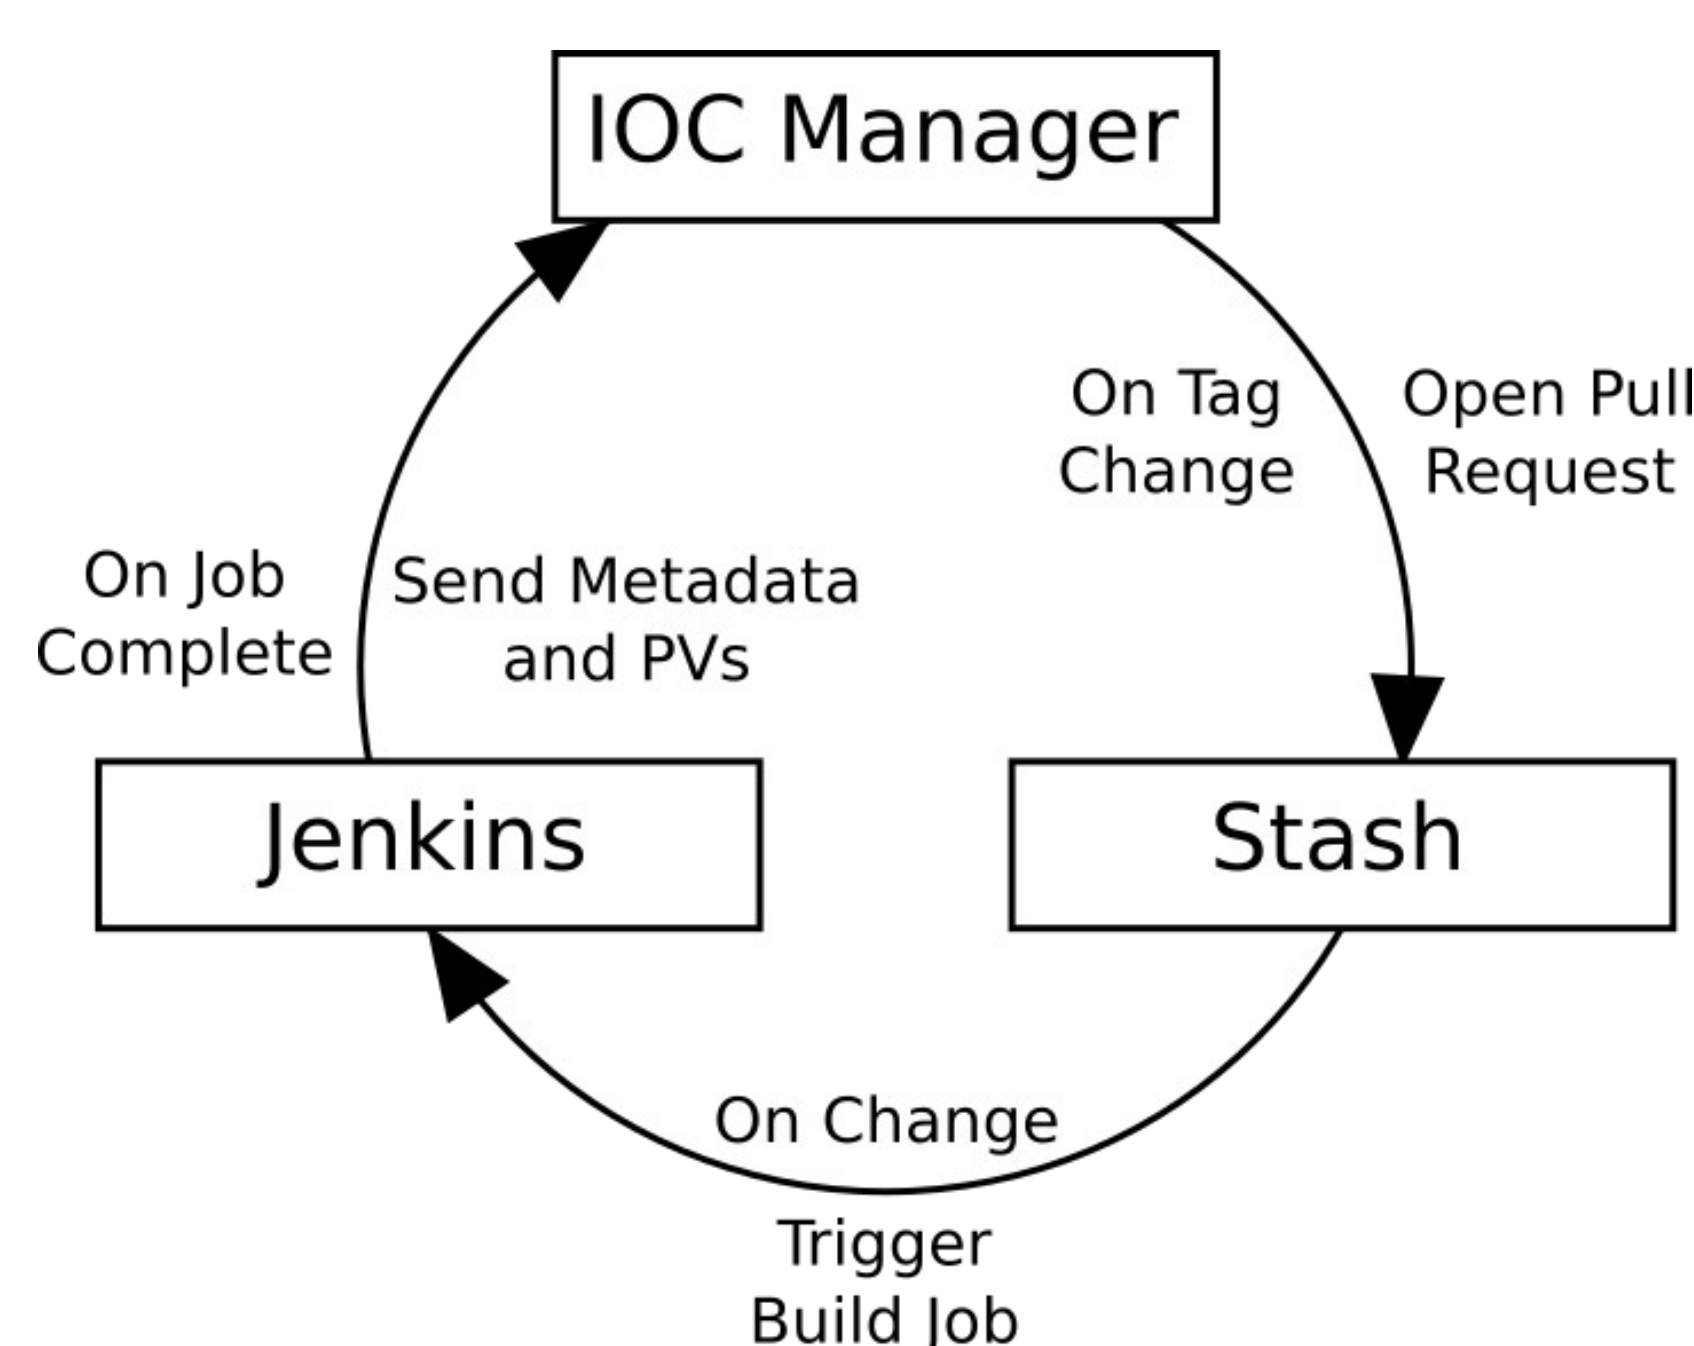 IOC Manager
On Tag
Change
Open Pull
Request
On Job
Complete
Send Metadata
and PVs
Jenkins
Stash
On Change
Trigger
Build Job